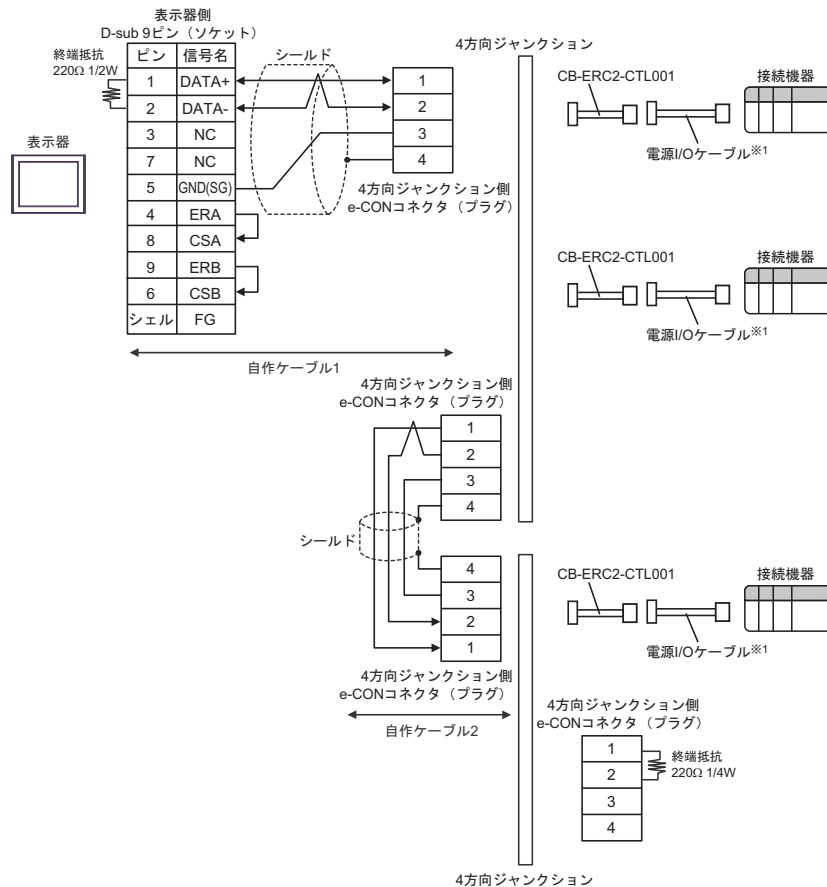 表示器側
D-sub 9ピン（ソケット）
終端抵抗
220Ω 1/2W
ピン 信号名
1 DATA+
2 DATA-
3 NC
7 NC
5 GND(SG)
4 ERA
8 CSA
9 ERB
6 CSB
シェル FG
表示器
シールド
1
2
3
4
4方向ジャンクション側
e-CONコネクタ（プラグ）
自作ケーブル1
4方向ジャンクション
CB-ERC2-CTL001
接続機器
電源I/Oケーブル※1
CB-ERC2-CTL001
接続機器
電源I/Oケーブル※1
4方向ジャンクション側
e-CONコネクタ（プラグ）
1
2
3
4
シールド
4
3
2
1
4方向ジャンクション側
e-CONコネクタ（プラグ）
自作ケーブル2
CB-ERC2-CTL001
接続機器
電源I/Oケーブル※1
4方向ジャンクション側
e-CONコネクタ（プラグ）
1
2
3
4
終端抵抗
220Ω 1/4W
4方向ジャンクション